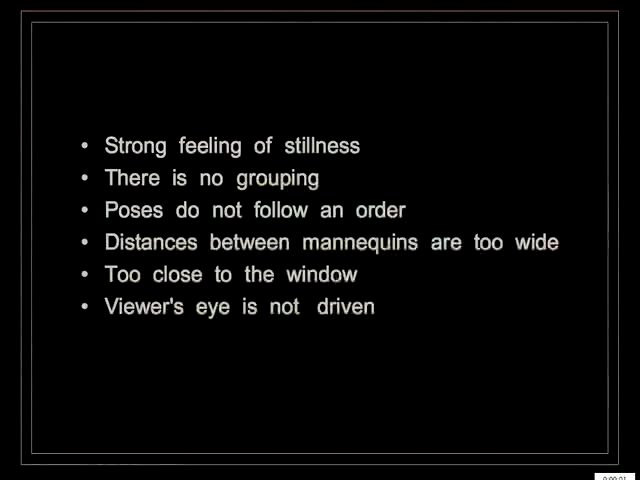 • Strong feeling of stillness
• There is no grouping
• Poses do not follow an order
• Distances between mannequins are too wide
• Too close to the window
• Viewer's eye is not driven